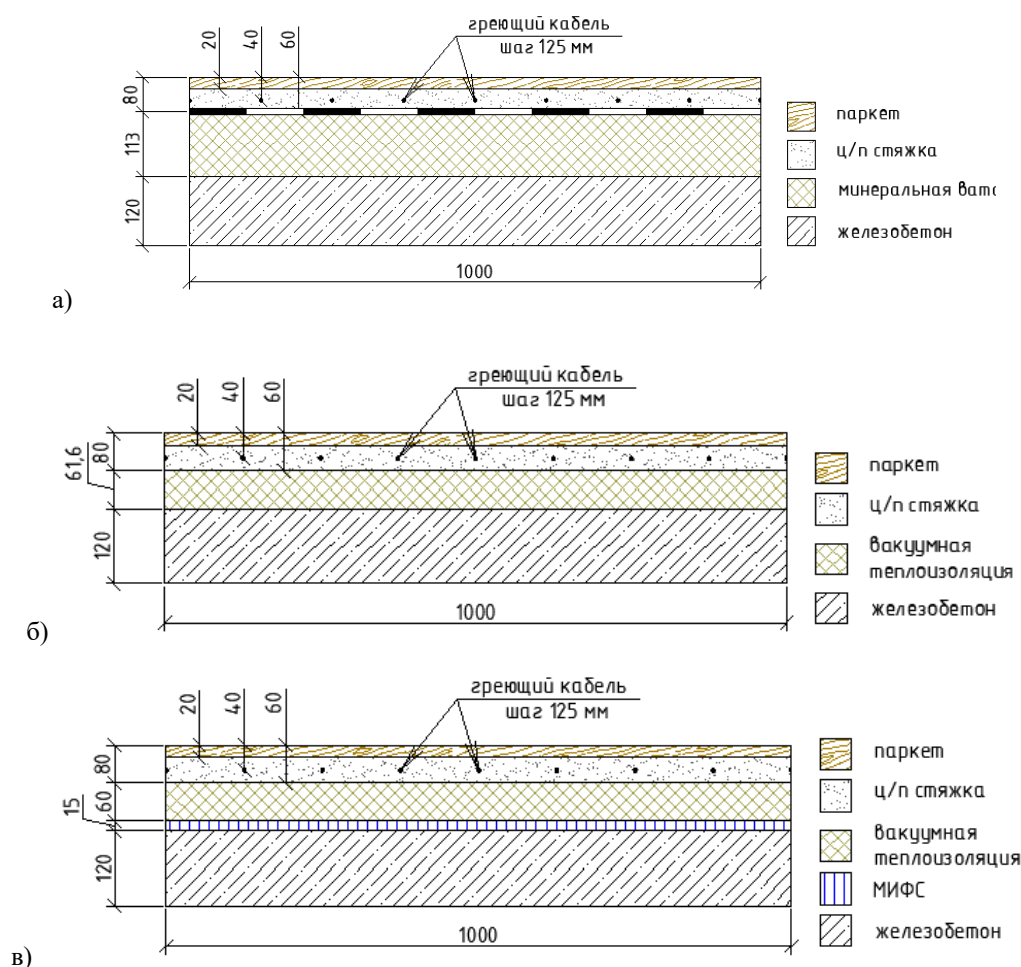 20
40
60
греющий кабель
шаг 125 мм
80
113
120
паркет
ц/п стяжка
минеральная вата
железобетон
1000
а)
20
40
60
греющий кабель
шаг 125 мм
61,6
80
120
паркет
ц/п стяжка
вакуумная
теплоизоляция
железобетон
1000
б)
20
40
60
греющий кабель
шаг 125 мм
80
60
15
120
паркет
ц/п стяжка
вакуумная
теплоизоляция
МИФС
железобетон
1000
в)